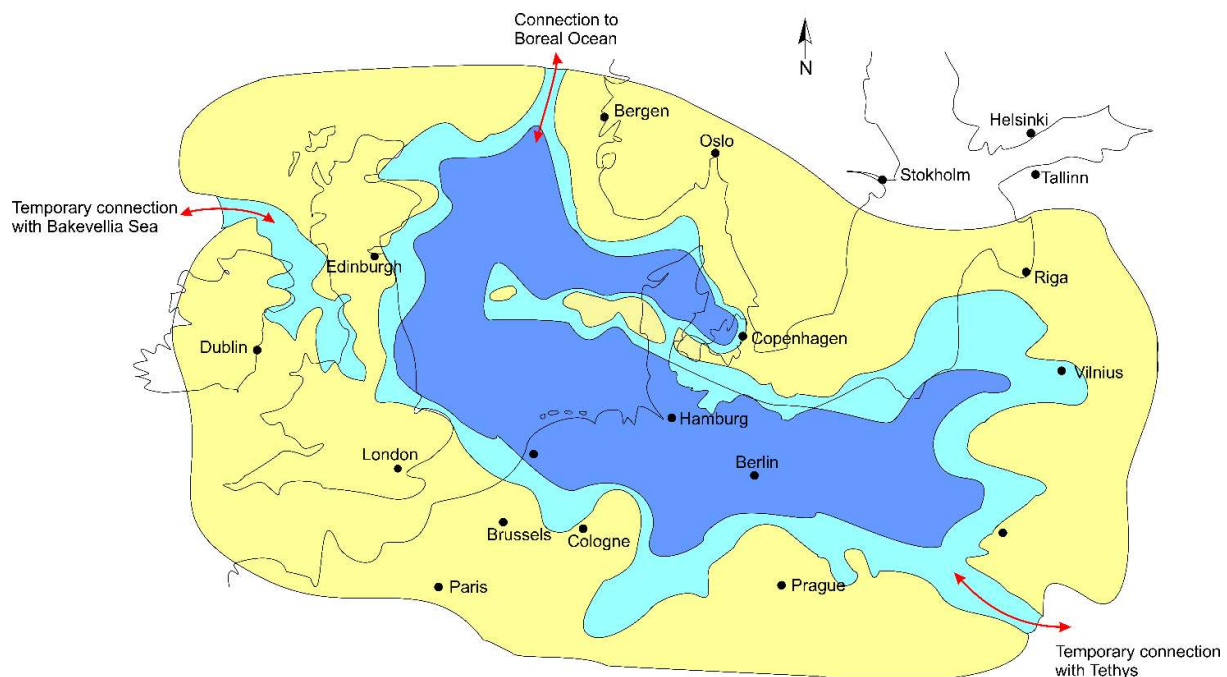 Connection to
Boreal Ocean
N
Bergen
Helsinki
Oslo
Stokholm
Tallinn
Temporary connection
with Bakevellia Sea
Edinburgh
Riga
Dublin
Copenhagen
Vilnius
Hamburg
London
Berlin
Brussels
Cologne
Paris
Prague
Temporary connection
with Tethys